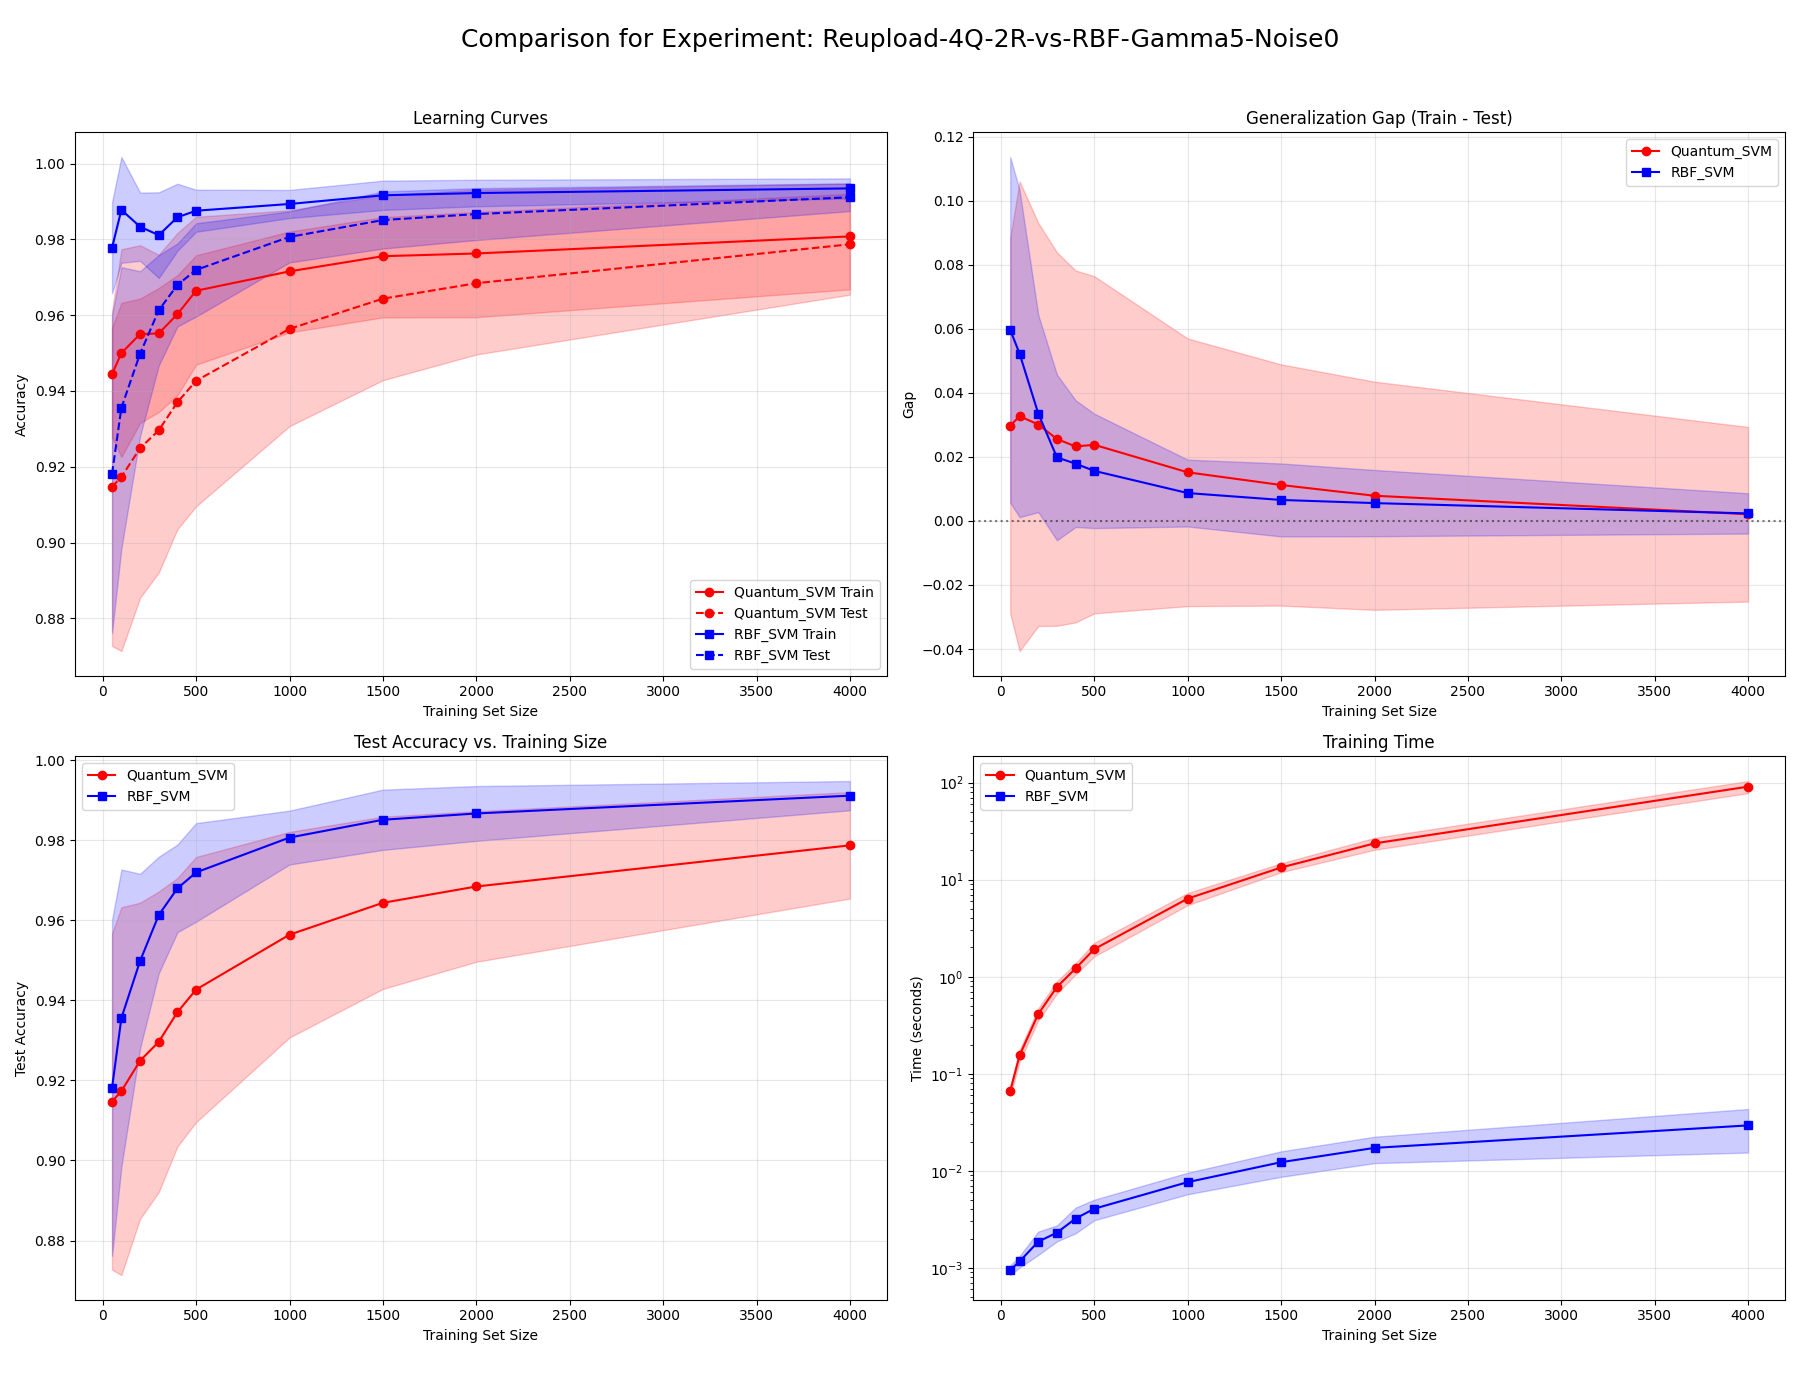 Comparison for Experiment: Reupload-4Q-2R-vs-RBF-Gamma5-Noise0
Learning Curves
1.00
0.98
0.96
0.94
0.92
0.90
0.88
Accuracy
Quantum_SVM Train
Quantum_SVM Test
RBF_SVM Train
RBF_SVM Test
0 500 1000 1500 2000 2500 3000 3500 4000
Training Set Size
Generalization Gap (Train - Test)
0.12
0.10
0.08
0.06
0.04
0.02
0.00
−0.02
−0.04
Gap
Quantum_SVM
RBF_SVM
0 500 1000 1500 2000 2500 3000 3500 4000
Training Set Size
Test Accuracy vs. Training Size
1.00
0.98
0.96
0.94
0.92
0.90
0.88
Test Accuracy
Quantum_SVM
RBF_SVM
0 500 1000 1500 2000 2500 3000 3500 4000
Training Set Size
Training Time
10²
10¹
10⁰
10⁻¹
10⁻²
10⁻³
Time (seconds)
Quantum_SVM
RBF_SVM
0 500 1000 1500 2000 2500 3000 3500 4000
Training Set Size